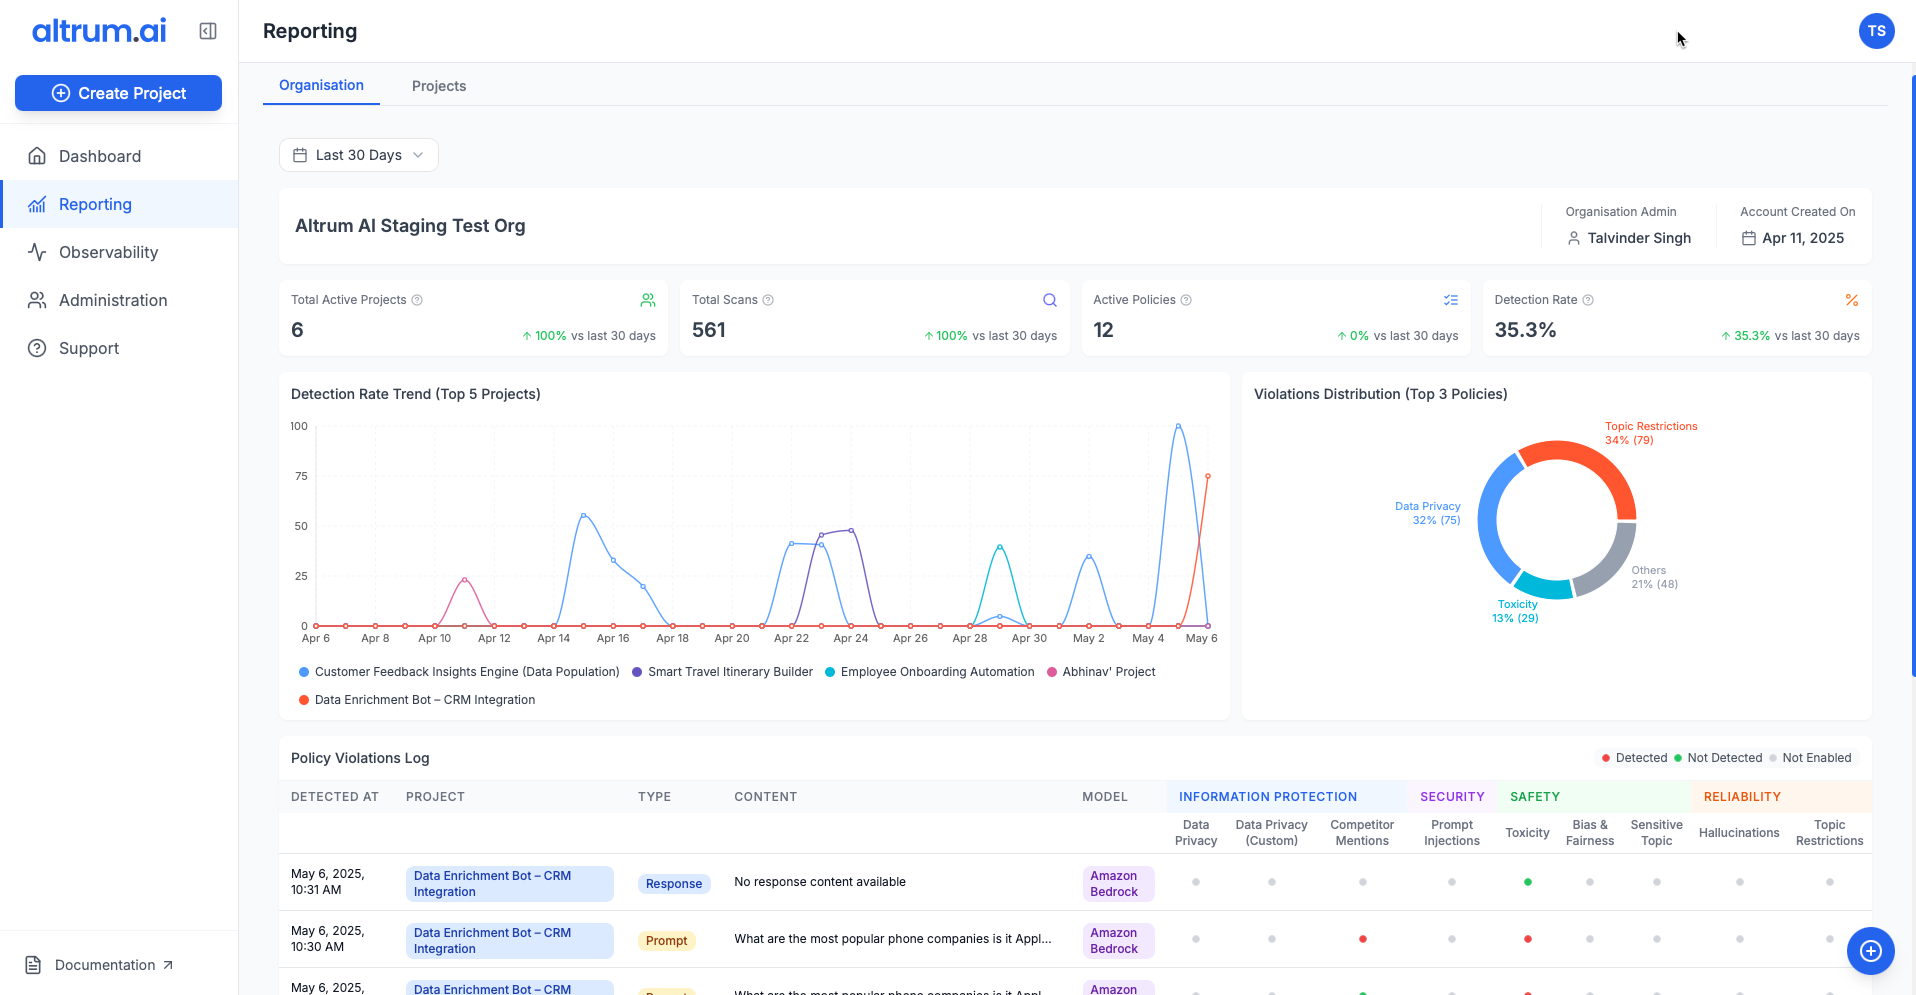 altrum.ai
Reporting
TS
Create Project
Organisation
Projects
Dashboard
Reporting
Observability
Administration
Support
Documentation
Last 30 Days
Altrum AI Staging Test Org
Organisation Admin
Talvinder Singh
Account Created On
Apr 11, 2025
Total Active Projects
6
100% vs last 30 days
Total Scans
561
100% vs last 30 days
Active Policies
12
0% vs last 30 days
Detection Rate
35.3%
35.3% vs last 30 days
Detection Rate Trend (Top 5 Projects)
100
75
50
25
0
Apr 6 Apr 8 Apr 10 Apr 12 Apr 14 Apr 16 Apr 18 Apr 20 Apr 22 Apr 24 Apr 26 Apr 28 Apr 30 May 2 May 4 May 6
Customer Feedback Insights Engine (Data Population) Smart Travel Itinerary Builder Employee Onboarding Automation Abhinav' Project
Data Enrichment Bot – CRM Integration
Violations Distribution (Top 3 Policies)
Topic Restrictions
34% (79)
Data Privacy
32% (75)
Others
21% (48)
Toxicity
13% (29)
Policy Violations Log
Detected Not Detected Not Enabled
DETECTED AT PROJECT TYPE CONTENT MODEL INFORMATION PROTECTION SECURITY SAFETY RELIABILITY
Data Privacy
Data Privacy (Custom)
Competitor Mentions
Prompt Injections
Toxicity
Bias & Fairness
Sensitive Topic
Hallucinations
Topic Restrictions
May 6, 2025,
10:31 AM
Data Enrichment Bot – CRM
Integration
Response
No response content available
Amazon
Bedrock
May 6, 2025,
10:30 AM
Data Enrichment Bot – CRM
Integration
Prompt
What are the most popular phone companies is it Appl...
Amazon
Bedrock
May 6, 2025,
Data Enrichment Bot – CRM
Prompt
What are the most popular phone companies is it Appl...
Amazon